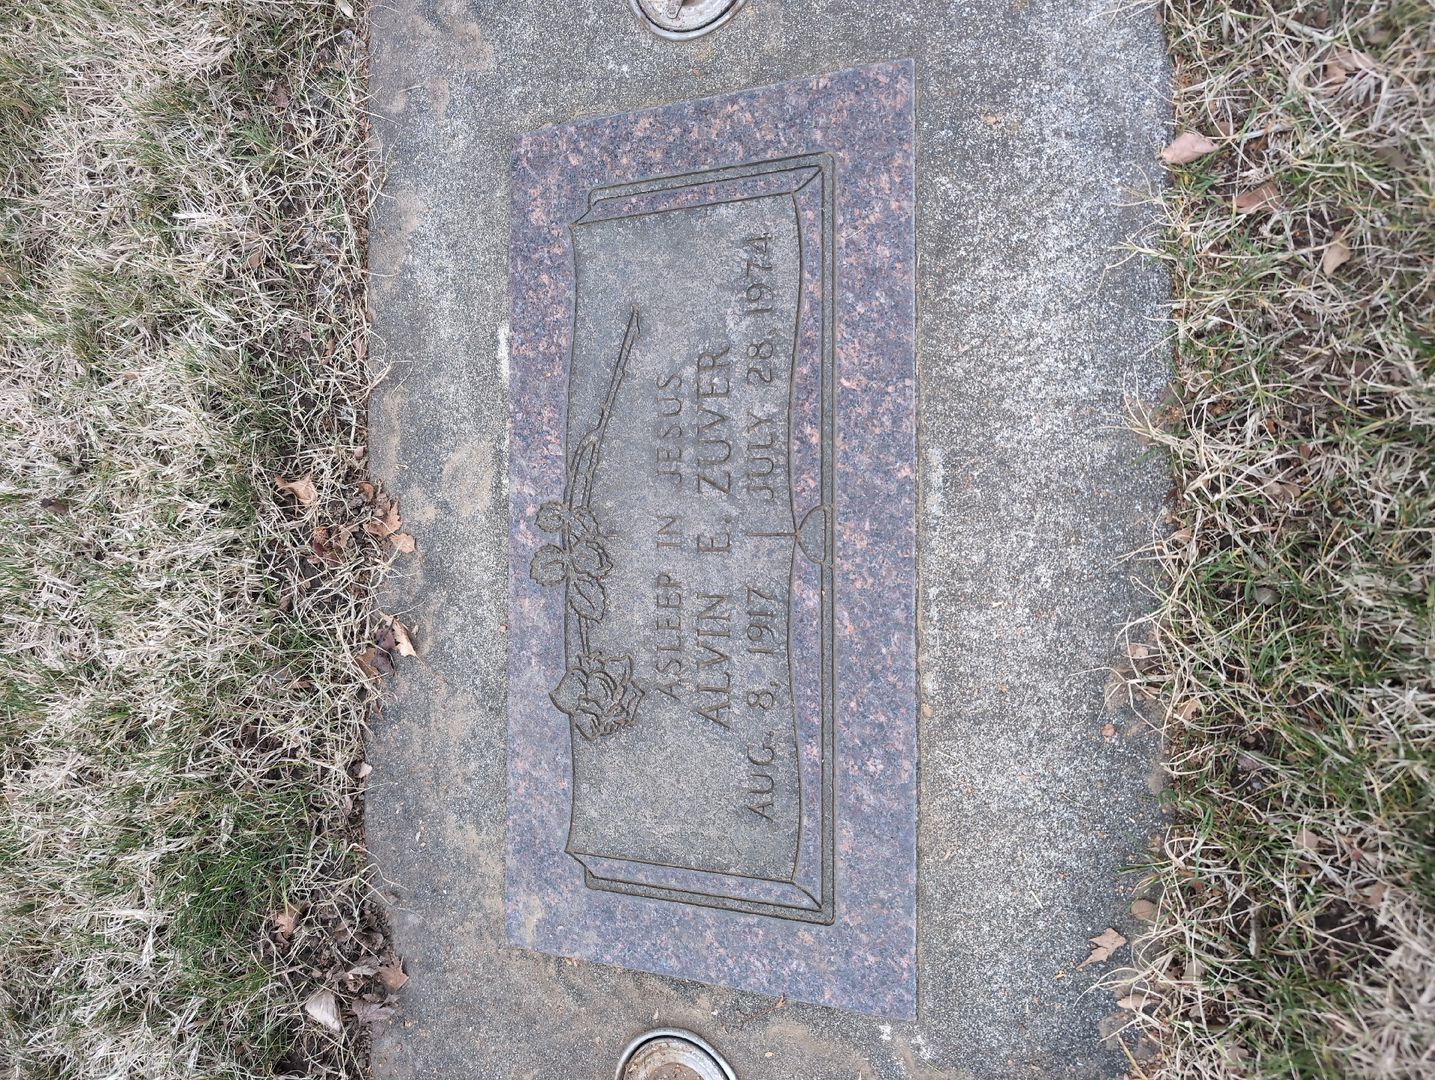 ASLEEP IN JESUS
ALVIN E. ZUVER
AUG. 8, 1917 JULY 28, 1974